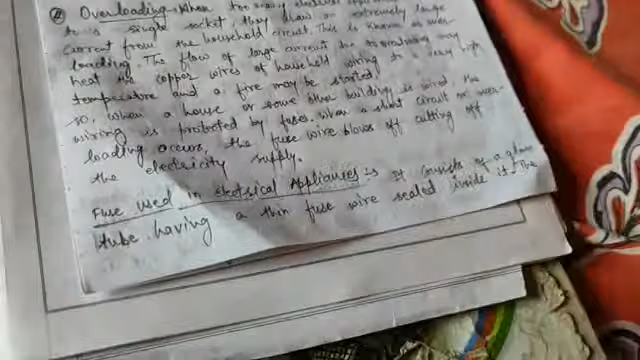 ② Overloading - When too many electrical
to a single socket, they draw an extremely large
current from the household circuit. This is known as over-
loading. The flow of large current due to overloading may
heat the copper wires of household wiring to a very high
temperature and a fire may be started.
so, when a house or some other building is wired the
wiring is protected by fuses. when a short circuit or over-
loading occurs, the fuse wire blows off cutting off
the electricity supply.
Fuse used in Electrical Appliances is It consists of a glass
tube having a thin fuse wire sealed inside it. The